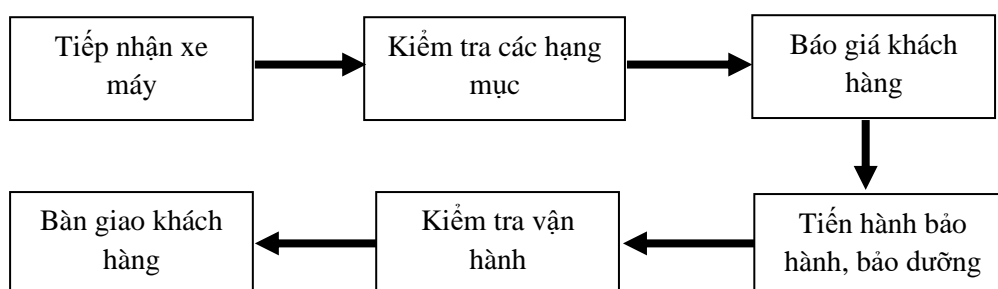 Tiếp nhận xe
máy
Kiểm tra các hạng
mục
Báo giá khách
hàng
Tiến hành bảo
hành, bảo dưỡng
Kiểm tra vận
hành
Bàn giao khách
hàng